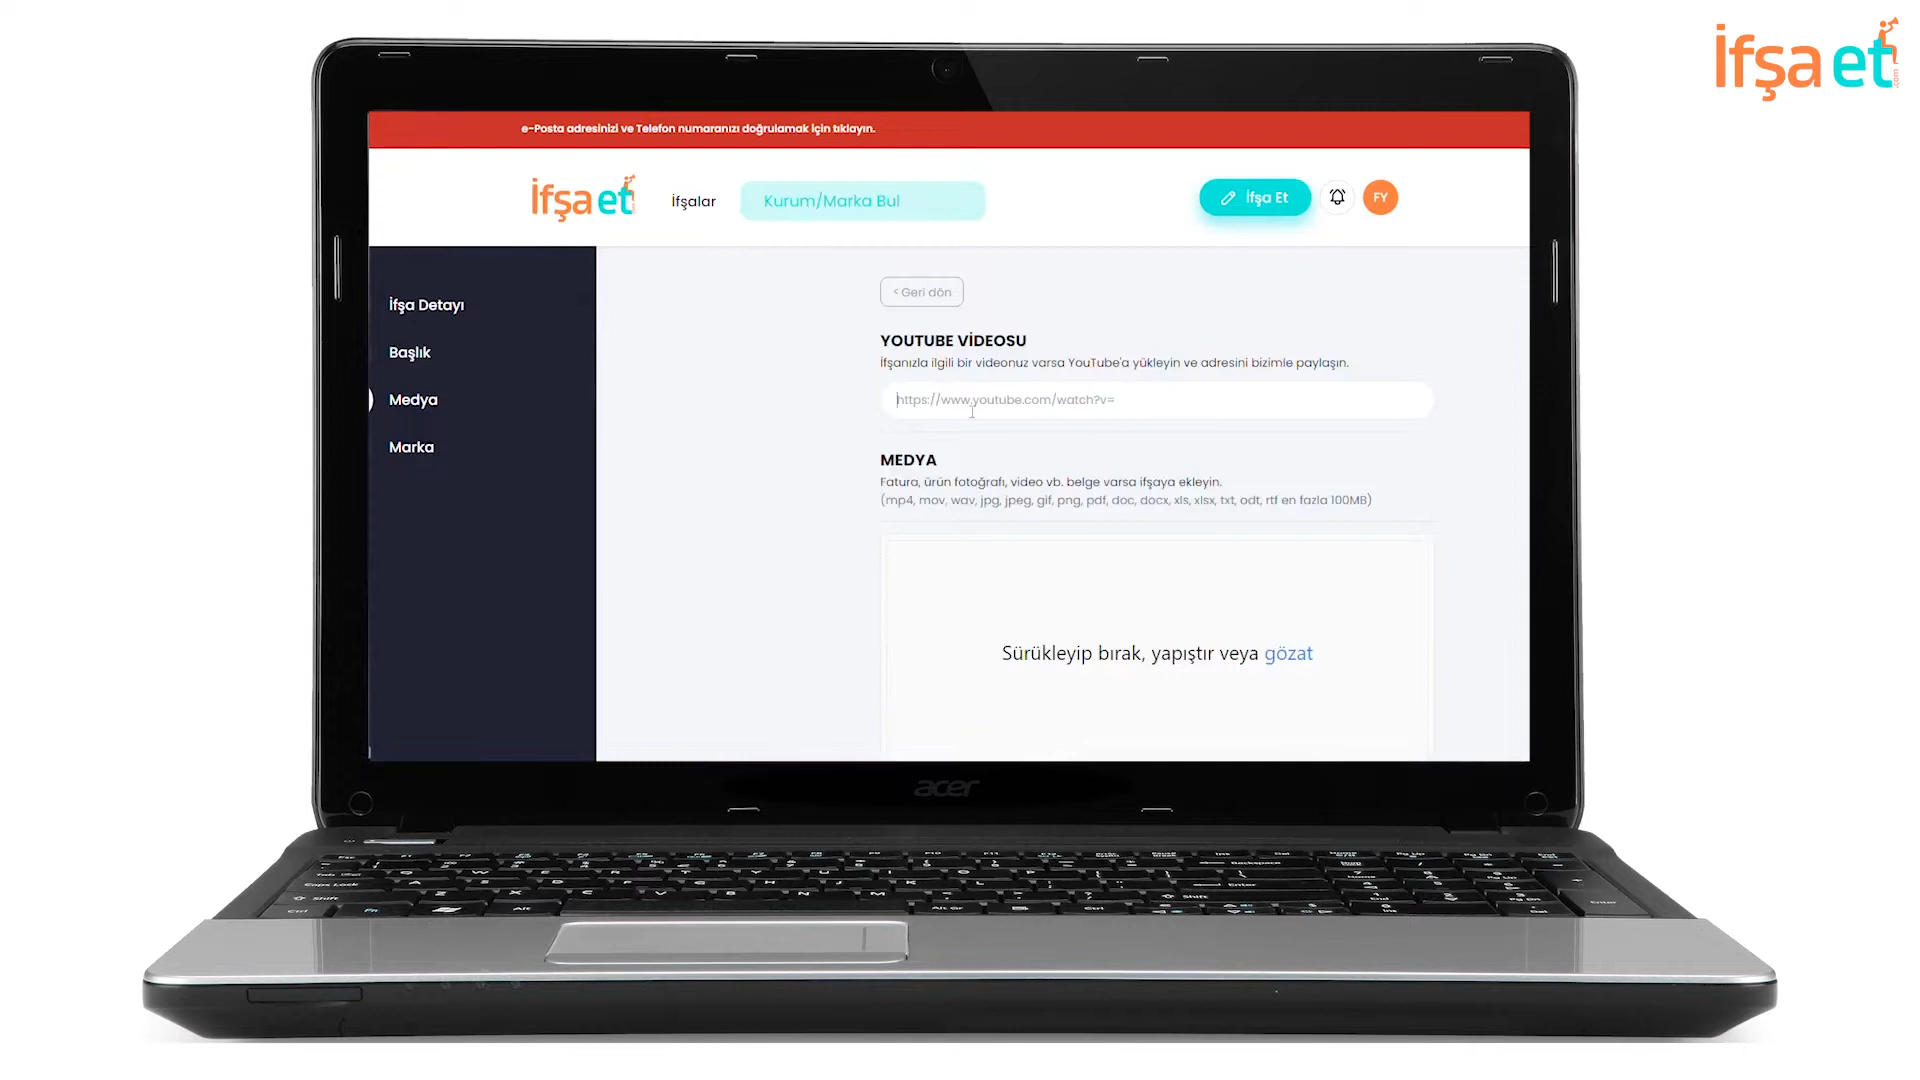 İfşa et
.com
e-Posta adresinizi ve Telefon numaranızı doğrulamak için tıklayın.
İfşa et
İfşalar
Kurum/Marka Bul
İfşa Et
FY
İfşa Detayı
Başlık
Medya
Marka
< Geri dön
YOUTUBE VİDEOSU
İfşanızla ilgili bir videonuz varsa YouTube'a yükleyin ve adresini bizimle paylaşın.
https://www.youtube.com/watch?v=
MEDYA
Fatura, ürün fotoğrafı, video vb. belge varsa ifşaya ekleyin.
(mp4, mov, wav, jpg, jpeg, gif, png, pdf, doc, docx, xls, xlsx, txt, odt, rtf en fazla 100MB)
Sürükleyip bırak, yapıştır veya gözat
acer